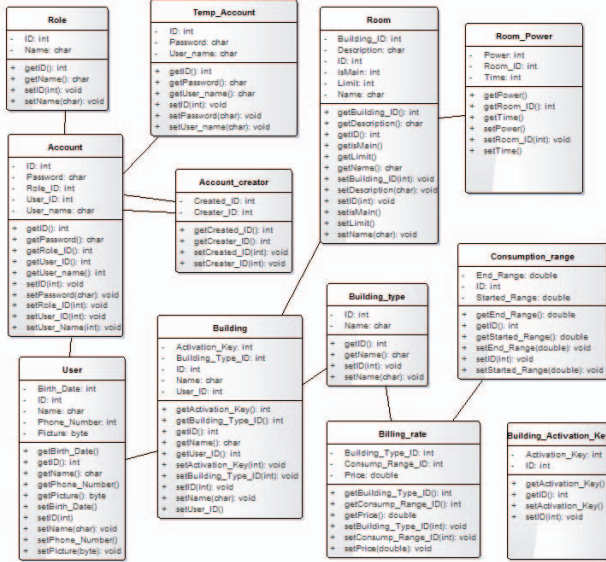 Role
- ID: int
- Name: char
+ getID(): int
+ getName(): char
+ setID(int): void
+ setName(char): void
Temp_Account
- ID: int
- Password: char
- User_name: char
+ getID(): int
+ getPassword(): char
+ getUser_name(): char
+ setID(int): void
+ setPassword(char): void
+ setUser_name(char): void
Room
- Building_ID: int
- Description: char
- ID: int
- isMain: int
- Limit: int
- Name: char
+ getBuilding_ID(): int
+ getDescription(): char
+ getID(): int
+ getisMain()
+ getLimit()
+ getName(): char
+ setBuilding_ID(int): void
+ setDescription(char): void
+ setID(int): void
+ setisMain()
+ setLimit()
+ setName(char): void
Room_Power
- Power: int
- Room_ID: int
- Time: int
+ getPower()
+ getRoom_ID(): int
+ getTime()
+ setPower()
+ setRoom_ID(int): void
+ setTime()
Account
- ID: int
- Password: char
- Role_ID: int
- User_ID: int
- User_name: char
+ getID(): int
+ getPassword(): char
+ getRole_ID(): int
+ getUser_ID(): int
+ getUser_name(): int
+ setID(int): void
+ setPassword(char): void
+ setRole_ID(int): void
+ setUser_ID(int): void
+ setUser_Name(int): void
Account_creator
- Created_ID: int
- Creater_ID: int
+ getCreated_ID(): int
+ getCreater_ID(): int
+ setCreated_ID(int): void
+ setCreater_ID(int): void
Consumption_range
- End_Range: double
- ID: int
- Started_Range: double
+ getEnd_Range(): double
+ getID(): int
+ getStarted_Range(): double
+ setEnd_Range(double): void
+ setID(int): void
+ setStarted_Range(double): void
Building_type
- ID: int
- Name: char
+ getID(): int
+ getName(): char
+ setID(int): void
+ setName(char): void
Building
- Activation_Key: int
- Building_Type_ID: int
- ID: int
- Name: char
- User_ID: int
+ getActivation_Key(): int
+ getBuilding_Type_ID(): int
+ getID(): int
+ getName(): char
+ getUser_ID(): int
+ setActivation_Key(int): void
+ setBuilding_Type_ID(int): void
+ setID(int): void
+ setName(char): void
+ setUser_ID()
User
- Birth_Date: int
- ID: int
- Name: char
- Phone_Number: int
- Picture: byte
+ getBirth_Date()
+ getID(): int
+ getName(): char
+ getPhone_Number()
+ getPicture(): byte
+ setBirth_Date()
+ setID(int)
+ setName(char): void
+ setPhone_Number()
+ setPicture(byte): void
Billing_rate
- Building_Type_ID: int
- Consump_Range_ID: int
- Price: double
+ getBuilding_Type_ID(): int
+ getConsump_Range_ID(): int
+ getPrice(): double
+ setBuilding_Type_ID(int): void
+ setConsump_Range_ID(int): void
+ setPrice(double): void
Building_Activation_Key
- Activation_Key: int
- ID: int
+ getActivation_Key()
+ getID(): int
+ setActivation_Key()
+ setID(int): void